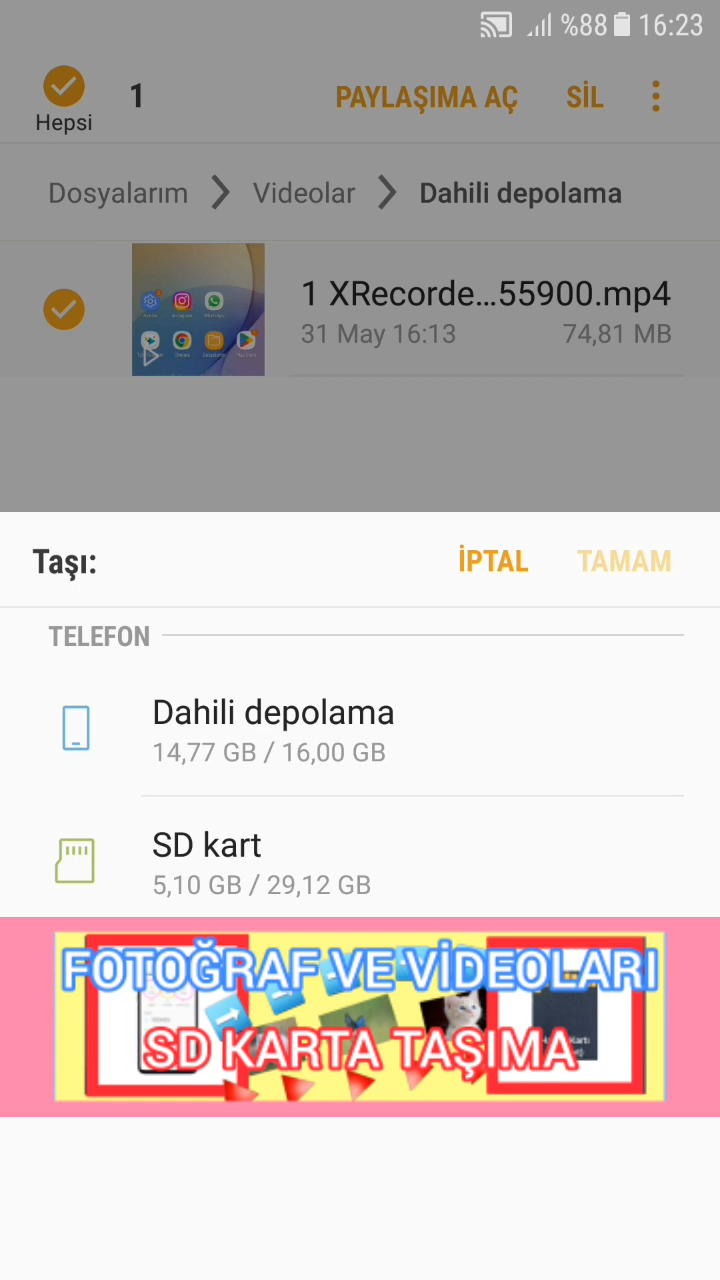 %88 16:23
1 PAYLAŞIMA AÇ SİL
Hepsi
Dosyalarım Videolar Dahili depolama
1 XRecorde...55900.mp4
31 May 16:13 74,81 MB
Taşı: İPTAL TAMAM
TELEFON
Dahili depolama
14,77 GB / 16,00 GB
SD kart
5,10 GB / 29,12 GB
FOTOĞRAF VE VİDEOLARI
SD KARTA TAŞIMA